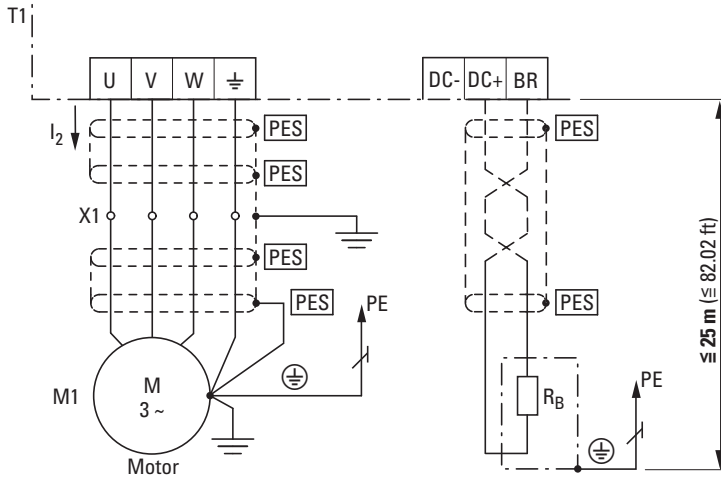 T1
U V W ⏚ DC- DC+ BR
I₂
PES PES
PES
X1
PES
PES PES
PE
≦ 25 m (≦ 82.02 ft)
PE
M1
M
3 ~
R_B
Motor